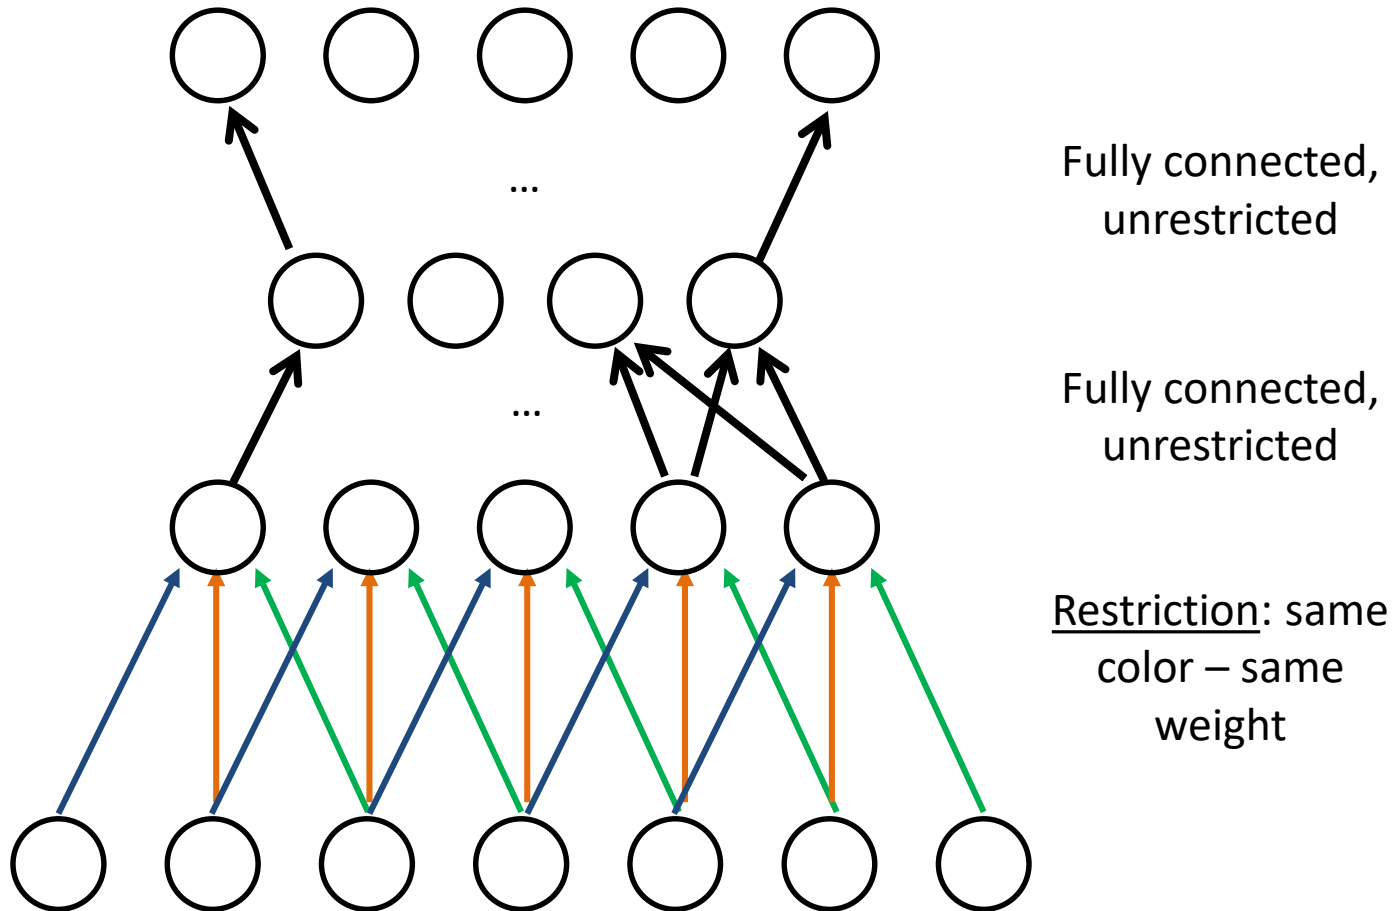 Fully connected,
unrestricted
...
Fully connected,
unrestricted
...
Restriction: same
color – same
weight